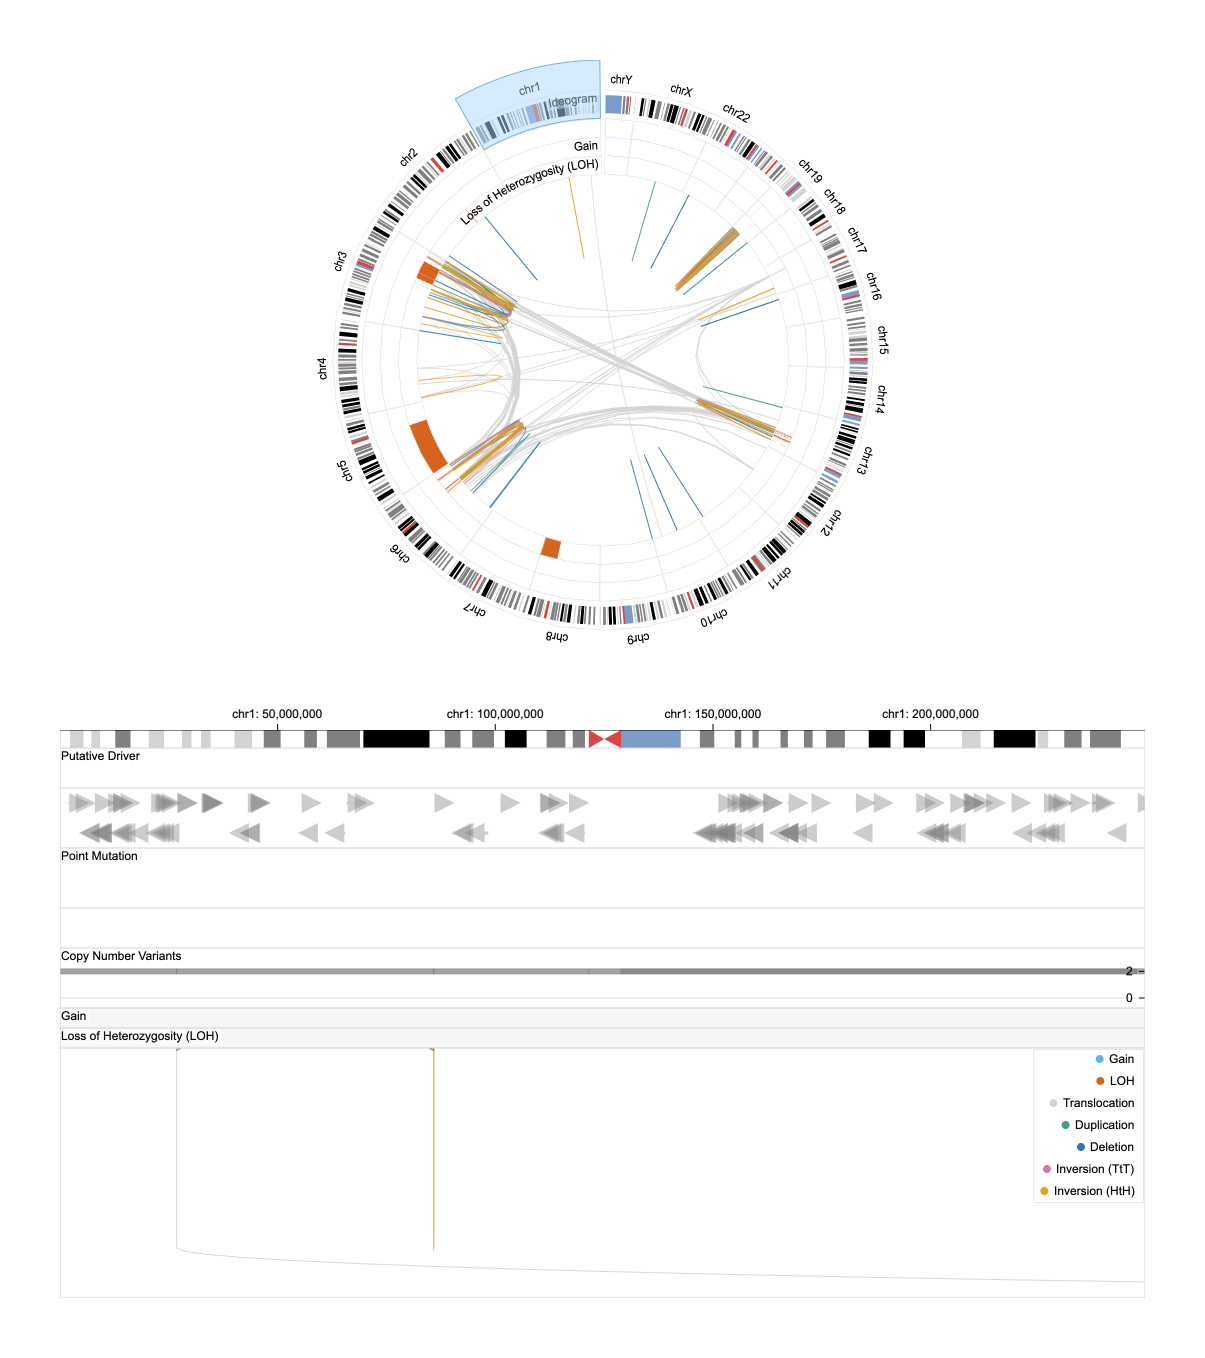 chr1
Ideogram
chrY
chrX
chr22
chr19
chr18
chr17
chr16
chr15
chr14
chr13
chr12
chr11
chr10
chr9
chr8
chr7
chr6
chr5
chr4
chr3
chr2
Gain
Loss of Heterozygosity (LOH)
chr1: 50,000,000 chr1: 100,000,000 chr1: 150,000,000 chr1: 200,000,000
Putative Driver
Point Mutation
Copy Number Variants
2
0
Gain
Loss of Heterozygosity (LOH)
Gain
LOH
Translocation
Duplication
Deletion
Inversion (TtT)
Inversion (HtH)